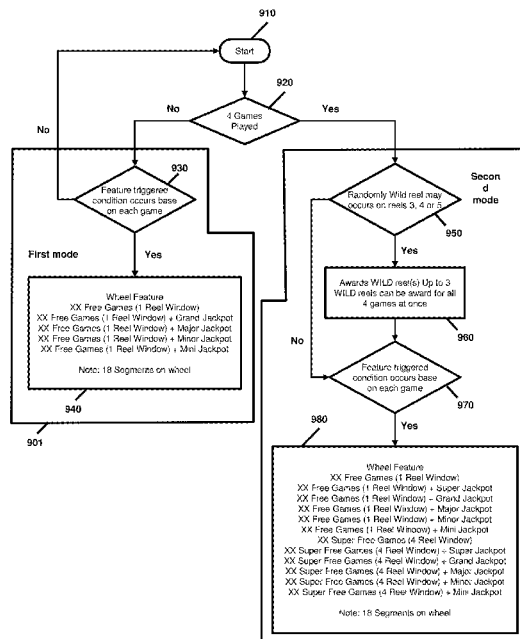 910
Start
920
4 Games
Played
No
Yes
No
930
Feature triggered
condition occurs base
on each game
Yes
First mode
Wheel Feature
XX Free Games (1 Reel Window)
XX Free Games (1 Reel Window) + Grand Jackpot
XX Free Games (1 Reel Window) + Major Jackpot
XX Free Games (1 Reel Window) + Minor Jackpot
XX Free Games (1 Reel Window) + Mini Jackpot
Note: 18 Segments on wheel
940
901
Secon
d
mode
Randomly Wild reel may
occurs on reels 3, 4 or 5
950
Yes
Awards WILD reel(s) Up to 3
WILD reels can be award for all
4 games at once
960
No
Feature triggered
condition occurs base
on each game
970
Yes
980
Wheel Feature
XX Free Games (1 Reel Window)
XX Free Games (1 Reel Window) + Super Jackpot
XX Free Games (1 Reel Window) + Grand Jackpot
XX Free Games (1 Reel Window) + Major Jackpot
XX Free Games (1 Reel Window) + Minor Jackpot
XX Free Games (1 Reel Window) + Mini Jackpot
XX Super Free Games (4 Reel Window)
XX Super Free Games (4 Reel Window) + Super Jackpot
XX Super Free Games (4 Reel Window) + Grand Jackpot
XX Super Free Games (4 Reel Window) + Major Jackpot
XX Super Free Games (4 Reel Window) + Minor Jackpot
XX Super Free Games (4 Reel Window) + Mini Jackpot
Note: 18 Segments on wheel